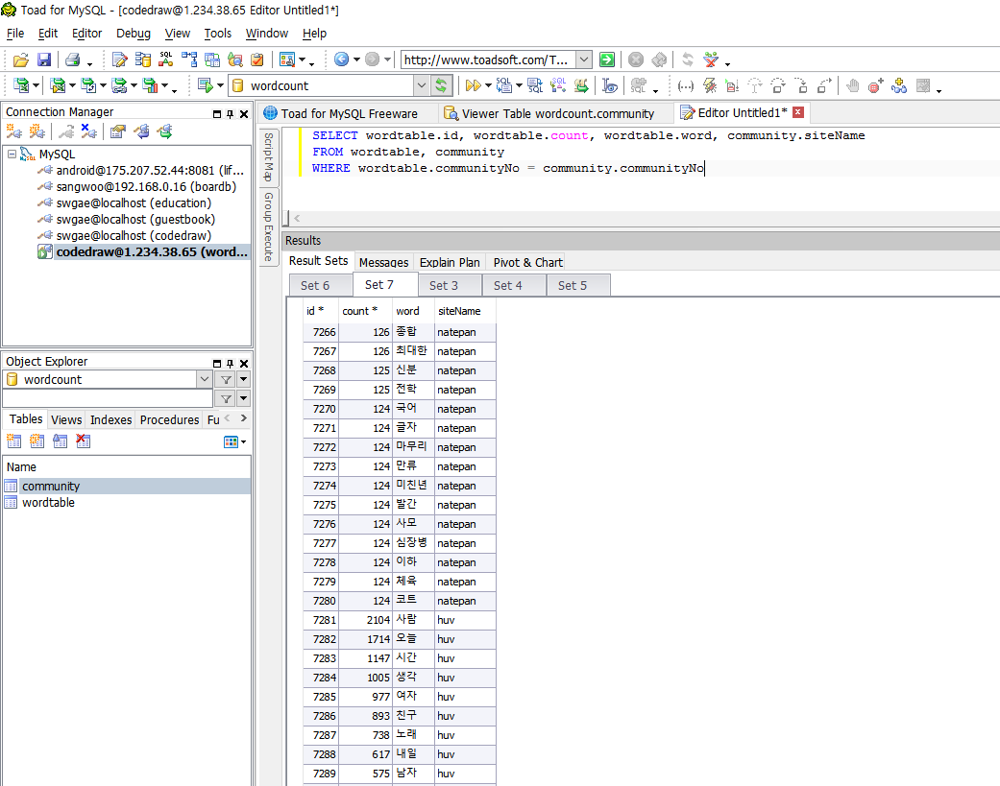 Toad for MySQL - [codedraw@1.234.38.65 Editor Untitled1*]
File Edit Editor Debug View Tools Window Help
http://www.toadsoft.com/T...
wordcount
Connection Manager
MySQL
android@175.207.52.44:8081 (lif...
sangwoo@192.168.0.16 (boardb)
swgae@localhost (education)
swgae@localhost (guestbook)
swgae@localhost (codedraw)
codedraw@1.234.38.65 (word...
Object Explorer
wordcount
Tables Views Indexes Procedures Fu
Name
community
wordtable
Toad for MySQL Freeware Viewer Table wordcount.community Editor Untitled1*
Script Map
Group Execute
SELECT wordtable.id, wordtable.count, wordtable.word, community.siteName
FROM wordtable, community
WHERE wordtable.communityNo = community.communityNo
Results
Result Sets Messages Explain Plan Pivot & Chart
Set 6 Set 7 Set 3 Set 4 Set 5
id * count * word siteName
7266 126 종합 natepan
7267 126 최대한 natepan
7268 125 신분 natepan
7269 125 전학 natepan
7270 124 국어 natepan
7271 124 글자 natepan
7272 124 마무리 natepan
7273 124 만류 natepan
7274 124 미친년 natepan
7275 124 발간 natepan
7276 124 사모 natepan
7277 124 심장병 natepan
7278 124 이하 natepan
7279 124 체육 natepan
7280 124 코트 natepan
7281 2104 사람 huv
7282 1714 오늘 huv
7283 1147 시간 huv
7284 1005 생각 huv
7285 977 여자 huv
7286 893 친구 huv
7287 738 노래 huv
7288 617 내일 huv
7289 575 남자 huv